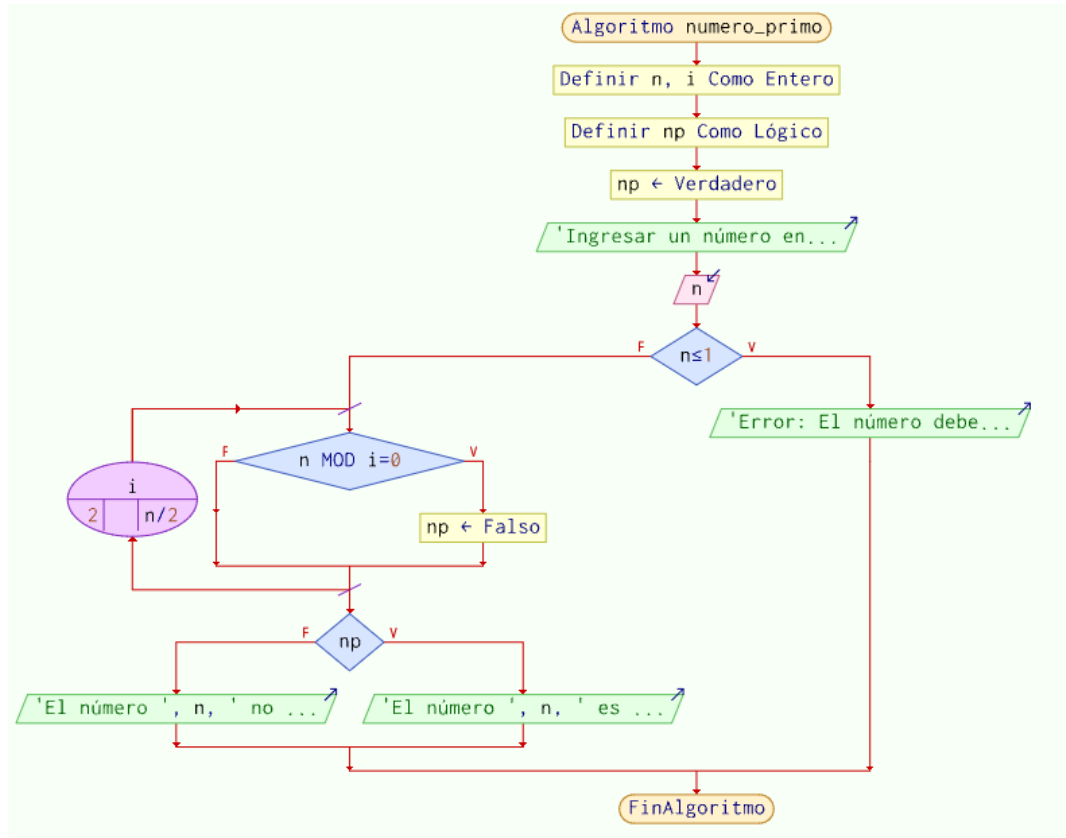 Algoritmo numero_primo
Definir n, i Como Entero
Definir np Como Lógico
np ← Verdadero
'Ingresar un número en...
n
n≤1
F
V
'Error: El número debe...
n MOD i=0
F
V
i
2
n/2
np ← Falso
np
F
V
'El número ', n, ' no ...
'El número ', n, ' es ...
FinAlgoritmo